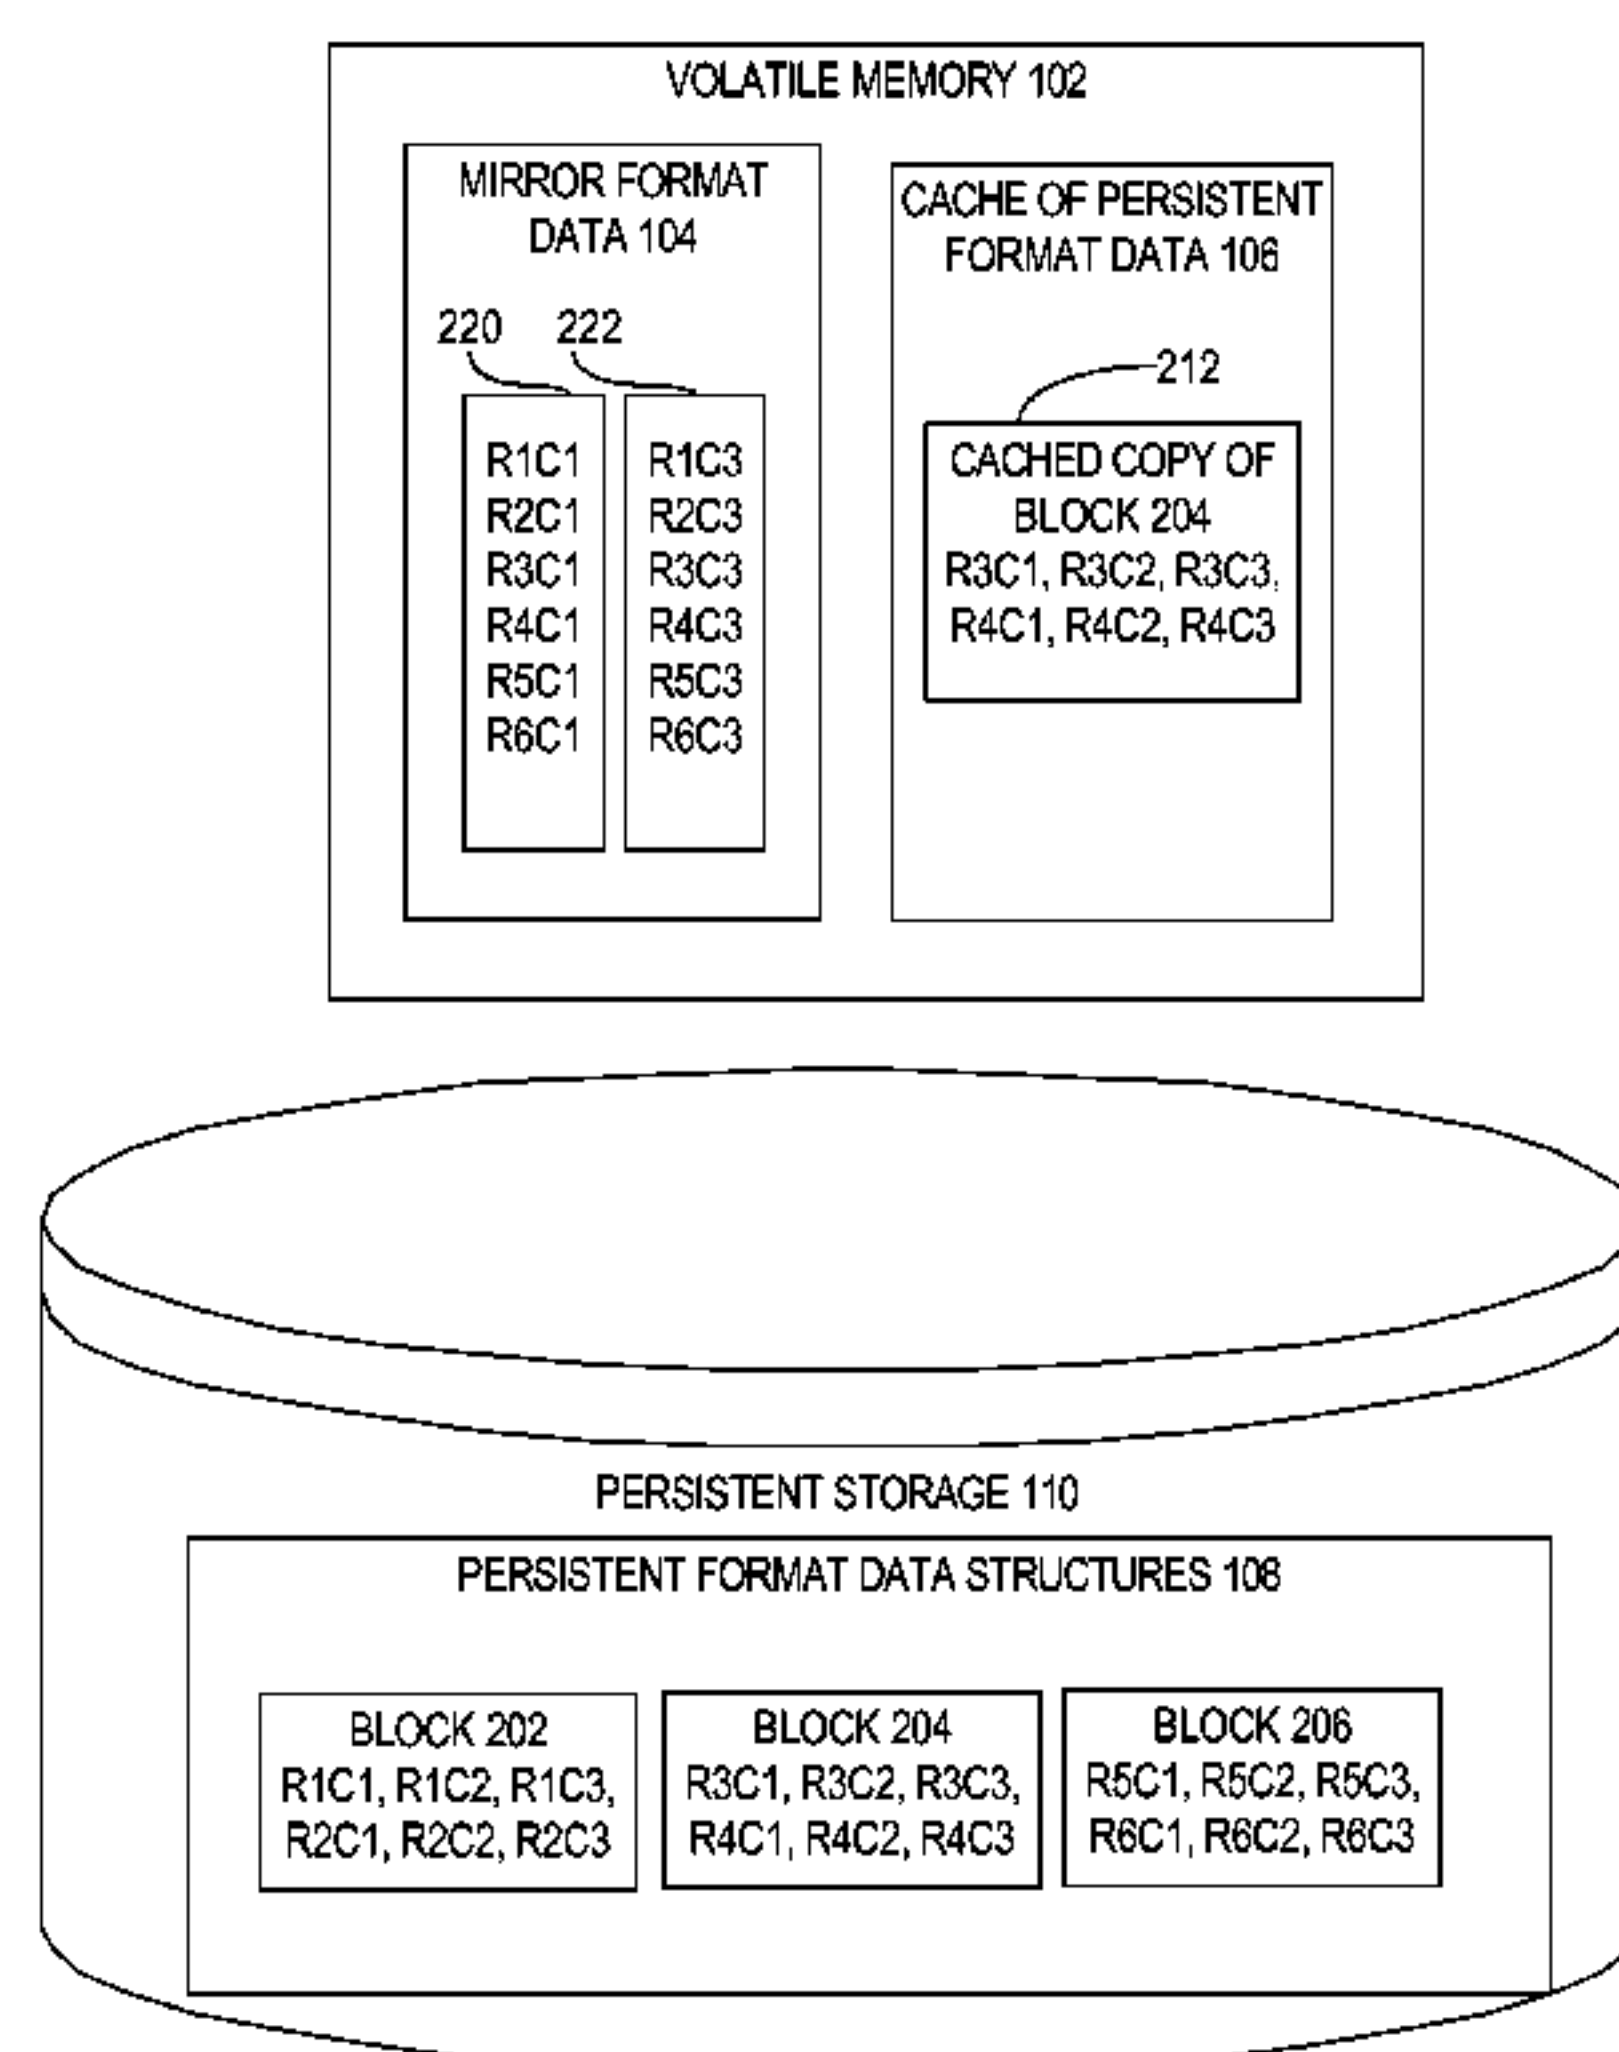 VOLATILE MEMORY 102
MIRROR FORMAT
DATA 104
220
222
R1C1
R2C1
R3C1
R4C1
R5C1
R6C1
R1C3
R2C3
R3C3
R4C3
R5C3
R6C3
CACHE OF PERSISTENT
FORMAT DATA 106
212
CACHED COPY OF
BLOCK 204
R3C1, R3C2, R3C3,
R4C1, R4C2, R4C3
PERSISTENT STORAGE 110
PERSISTENT FORMAT DATA STRUCTURES 108
BLOCK 202
R1C1, R1C2, R1C3,
R2C1, R2C2, R2C3
BLOCK 204
R3C1, R3C2, R3C3,
R4C1, R4C2, R4C3
BLOCK 206
R5C1, R5C2, R5C3,
R6C1, R6C2, R6C3